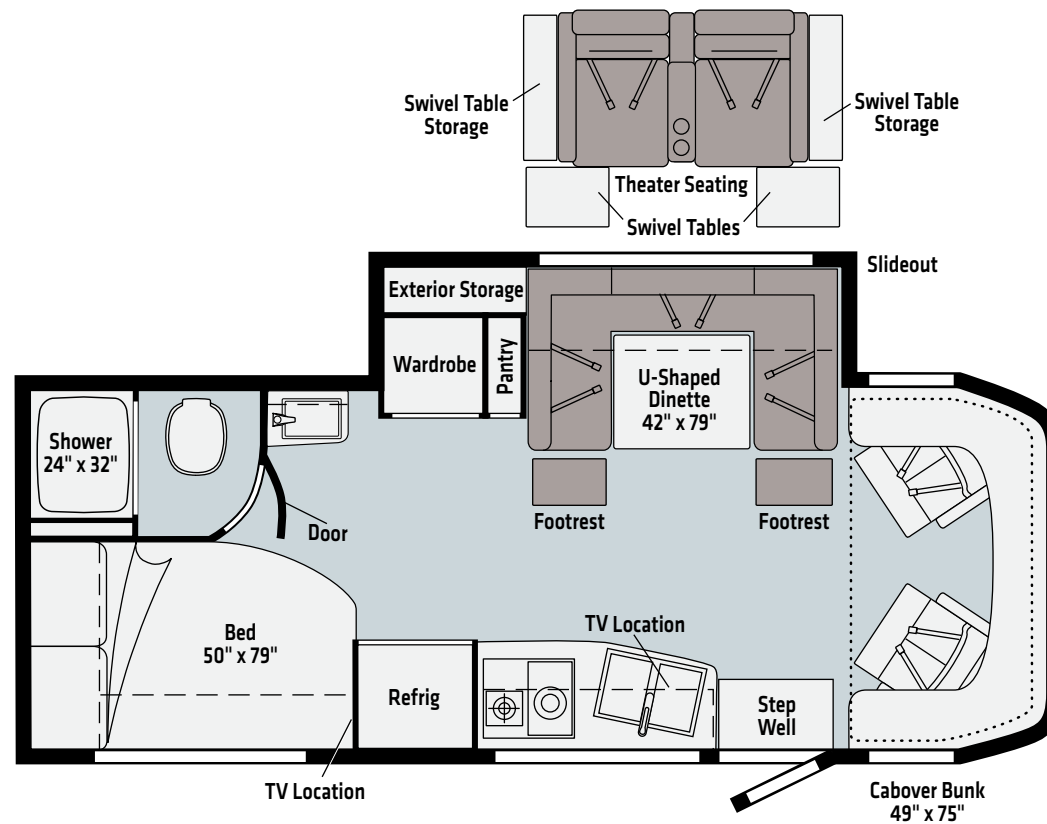 Swivel Table
Storage
Swivel Table
Storage
Theater Seating
Swivel Tables
Slideout
Exterior Storage
Wardrobe
Pantry
U-Shaped
Dinette
42" x 79"
Shower
24" x 32"
Door
Footrest
Footrest
TV Location
Bed
50" x 79"
Refrig
Step
Well
TV Location
Cabover Bunk
49" x 75"